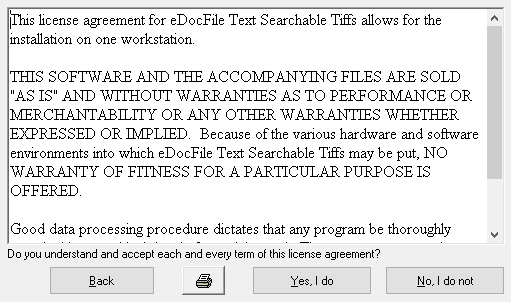 This license agreement for eDocFile Text Searchable Tiffs allows for the
installation on one workstation.
THIS SOFTWARE AND THE ACCOMPANYING FILES ARE SOLD
"AS IS" AND WITHOUT WARRANTIES AS TO PERFORMANCE OR
MERCHANTABILITY OR ANY OTHER WARRANTIES WHETHER
EXPRESSED OR IMPLIED.  Because of the various hardware and software
environments into which eDocFile Text Searchable Tiffs may be put, NO
WARRANTY OF FITNESS FOR A PARTICULAR PURPOSE IS
OFFERED.
Good data processing procedure dictates that any program be thoroughly
Do you understand and accept each and every term of this license agreement?
Back
Yes, I do
No, I do not